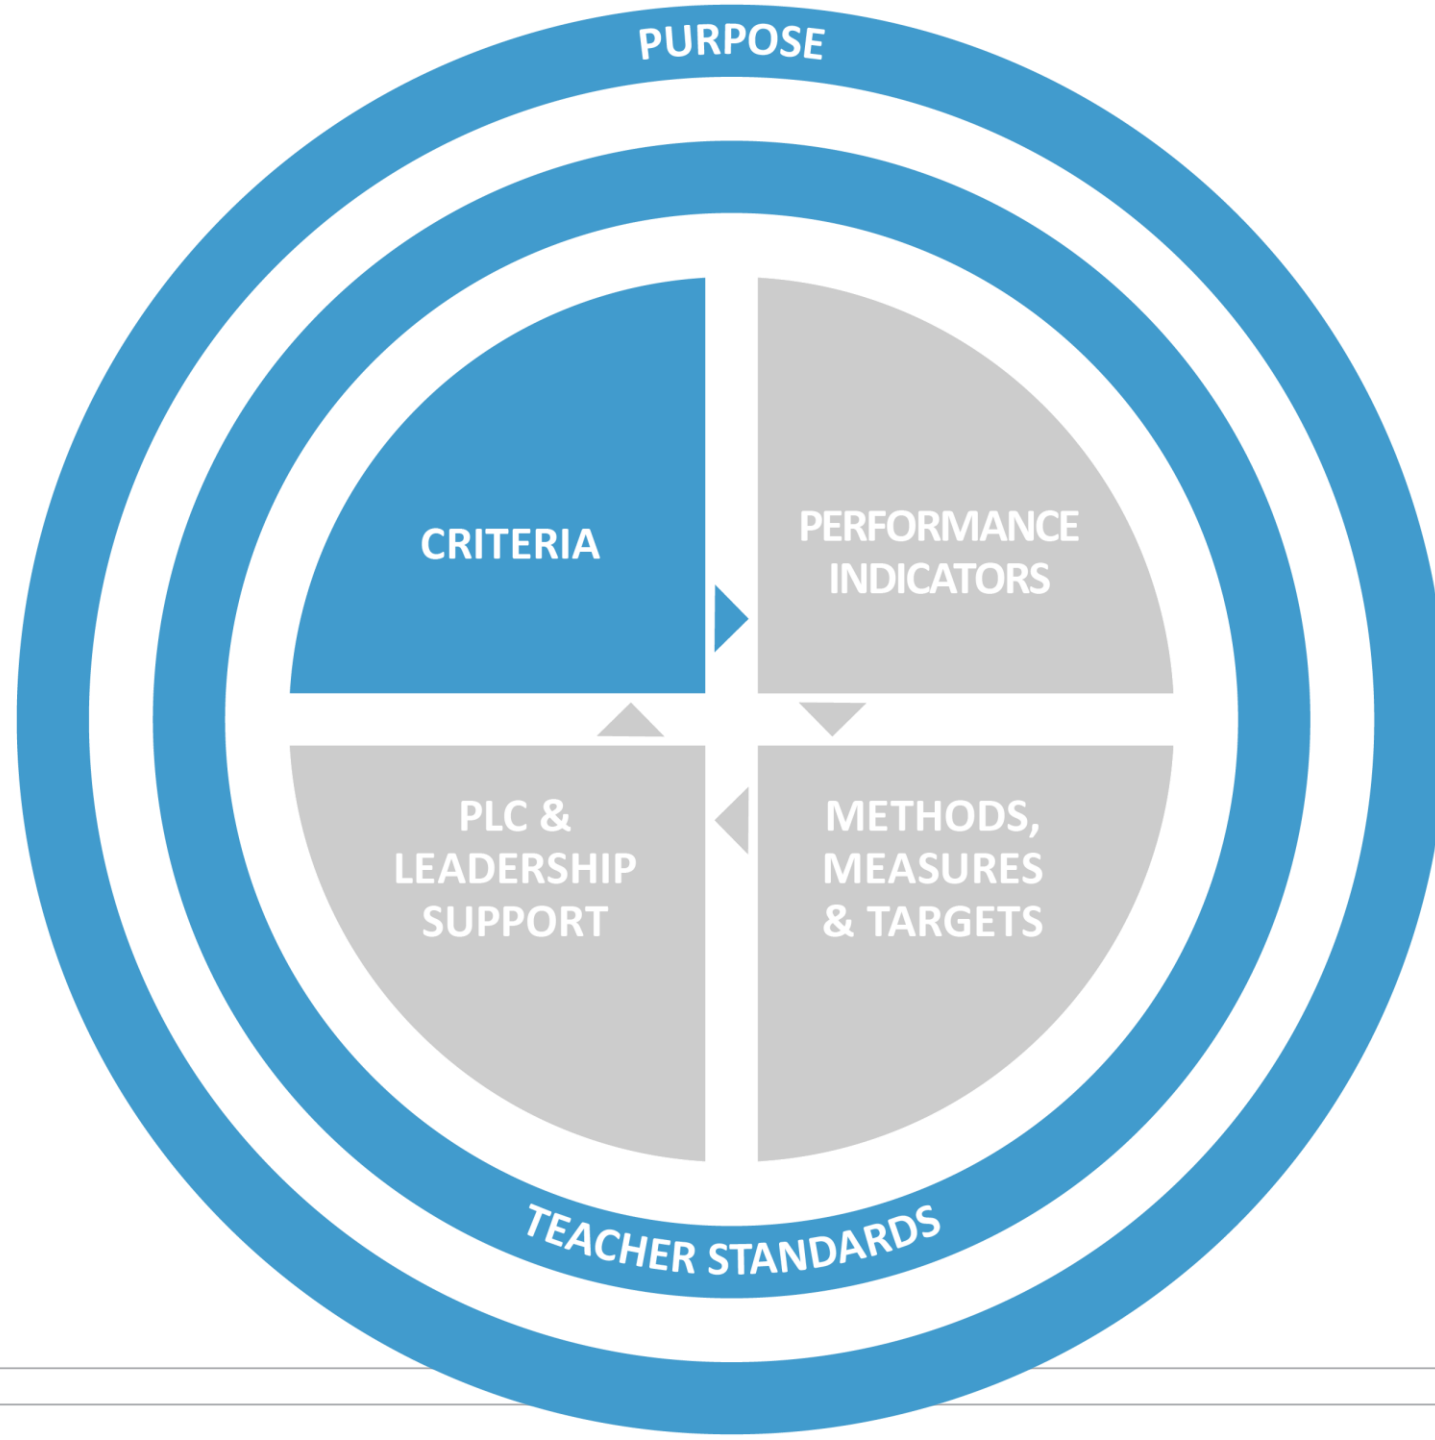 PURPOSE
CRITERIA
PERFORMANCE
INDICATORS
PLC &
LEADERSHIP
SUPPORT
METHODS,
MEASURES
& TARGETS
TEACHER STANDARDS